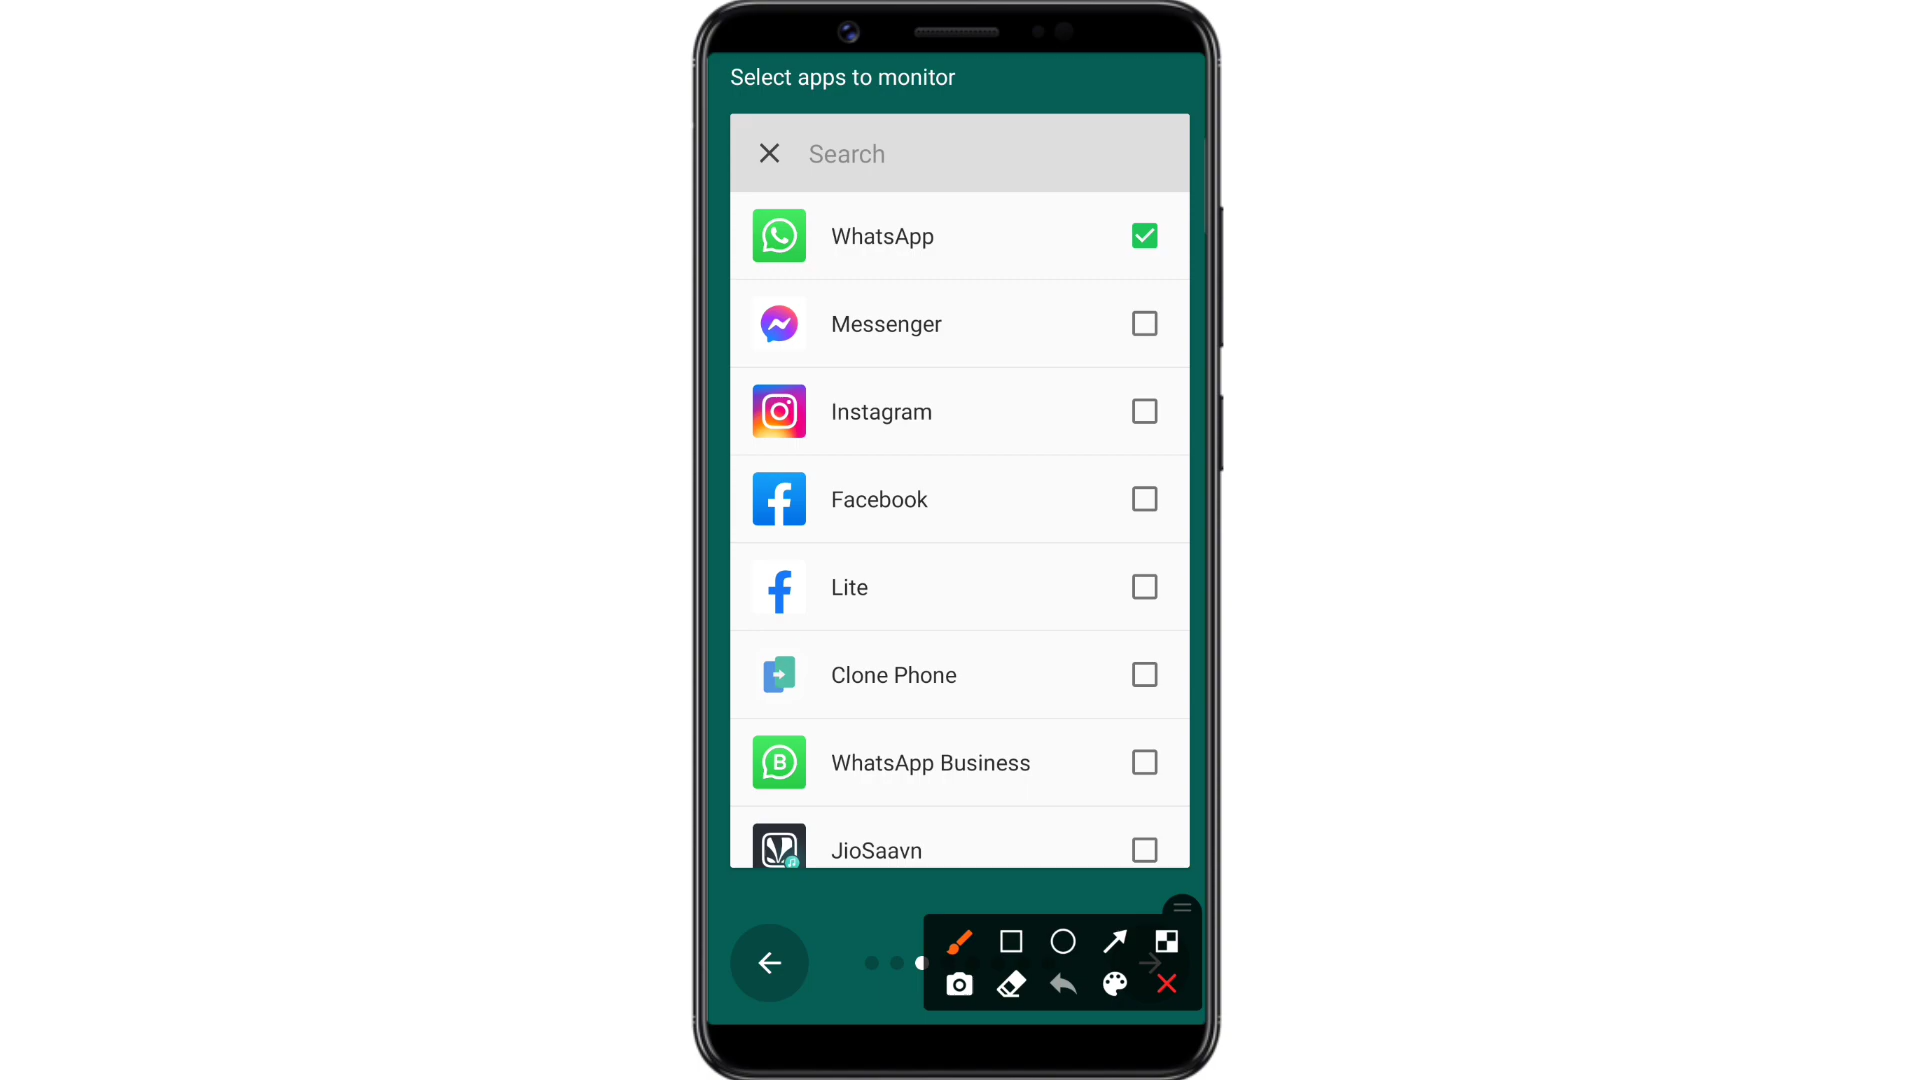 Select apps to monitor
Search
WhatsApp
Messenger
Instagram
Facebook
Lite
Clone Phone
B
WhatsApp Business
JioSaavn